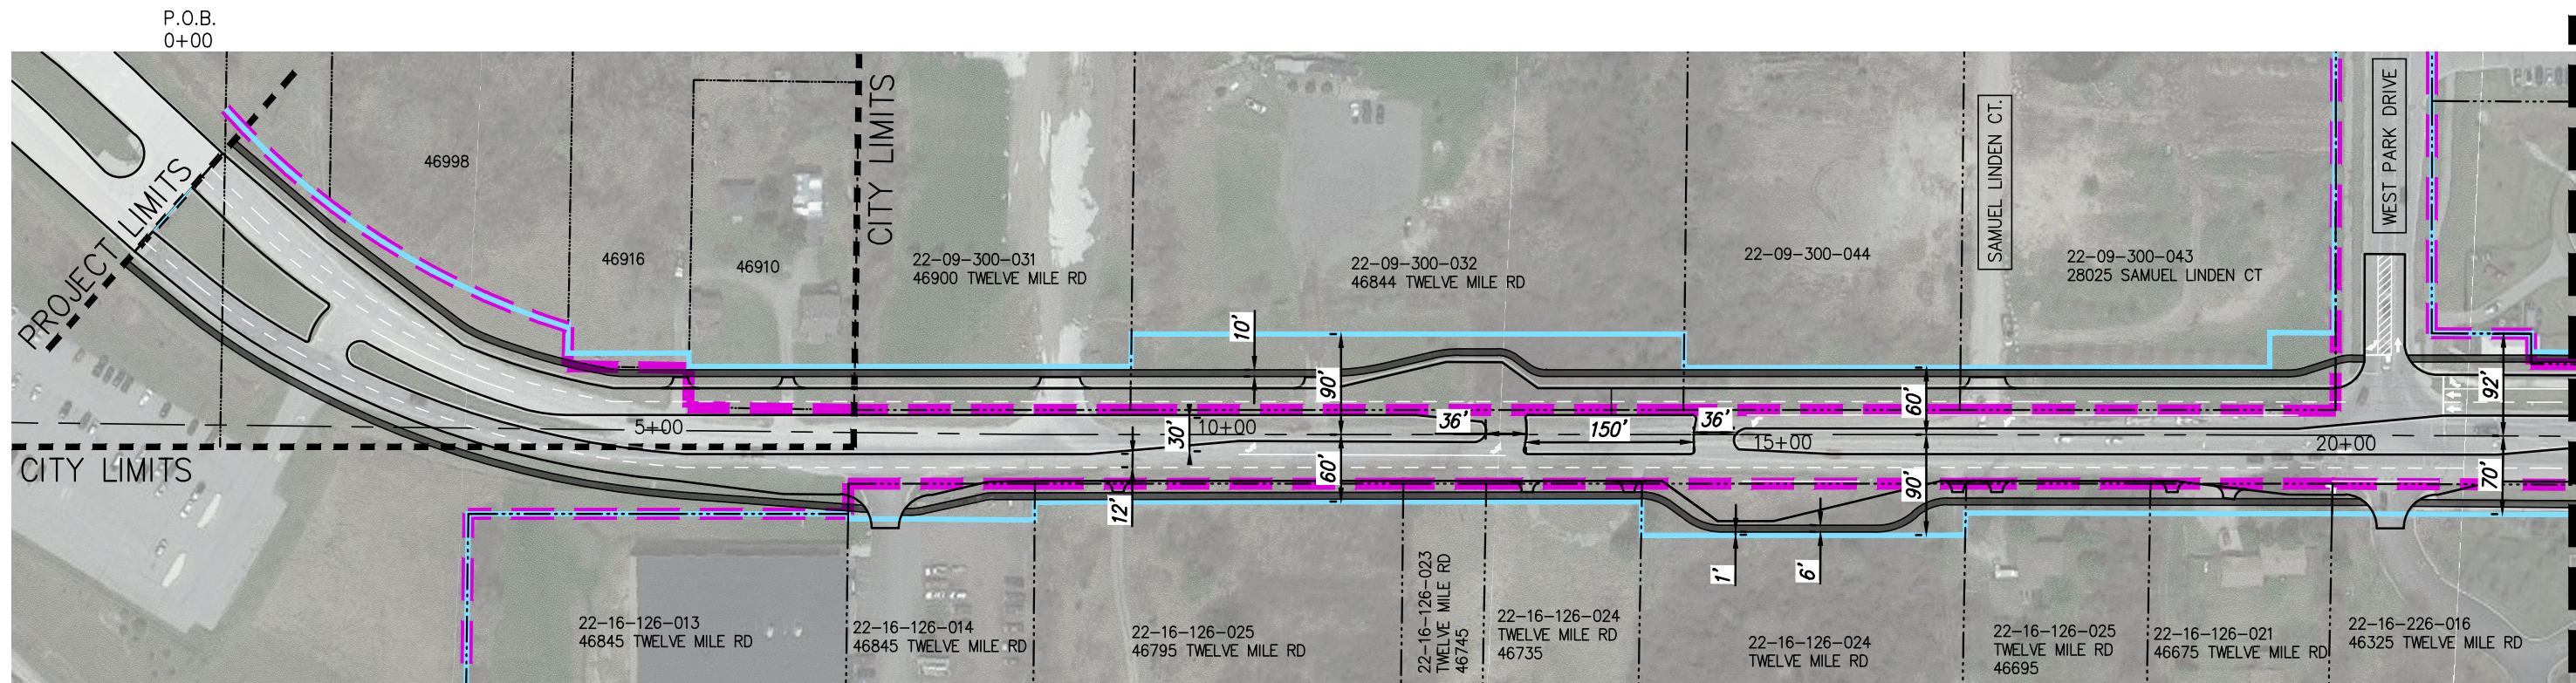 P.O.B.
0+00
PROJECT LIMITS
CITY LIMITS
46998
46916
46910
CITY LIMITS
22-09-300-031
46900 TWELVE MILE RD
22-09-300-032
46844 TWELVE MILE RD
22-09-300-044
SAMUEL LINDEN CT.
22-09-300-043
28025 SAMUEL LINDEN CT
WEST PARK DRIVE
10'
90'
60'
92'
5+00
30'
10+00
36'
150'
36'
15+00
20+00
12'
60'
90'
70'
1'
6'
22-16-126-013
46845 TWELVE MILE RD
22-16-126-014
46845 TWELVE MILE RD
22-16-126-025
46795 TWELVE MILE RD
22-16-126-023
TWELVE MILE RD
46745
22-16-126-024
TWELVE MILE RD
46735
22-16-126-024
TWELVE MILE RD
22-16-126-025
TWELVE MILE RD
46695
22-16-126-021
46675 TWELVE MILE RD
22-16-226-016
46325 TWELVE MILE RD